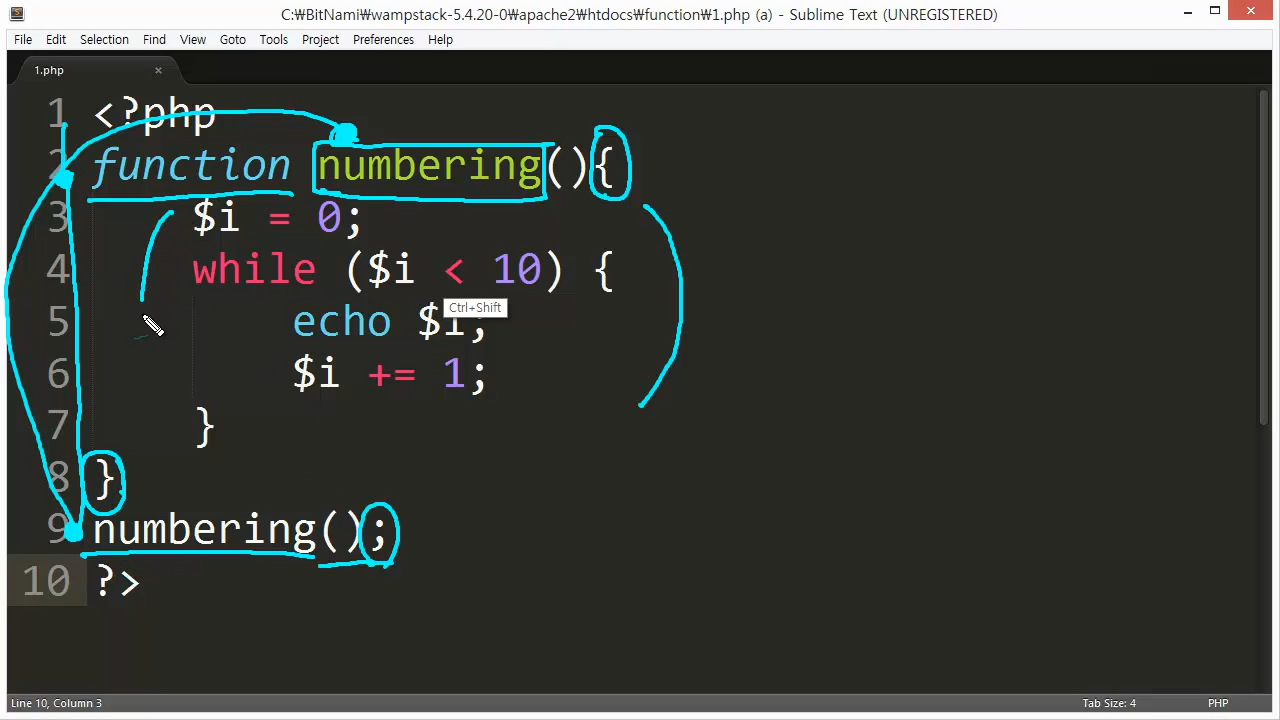 C:₩BitNami₩wampstack-5.4.20-0₩apache2₩htdocs₩function₩1.php (a) - Sublime Text (UNREGISTERED)
File Edit Selection Find View Goto Tools Project Preferences Help
1.php ×
1 <?php
2 function numbering(){
3 $i = 0;
4 while ($i < 10) {
Ctrl+Shift
5 echo $i;
6 $i += 1;
7 }
8 }
9 numbering();
10 ?>
Line 10, Column 3 Tab Size: 4 PHP